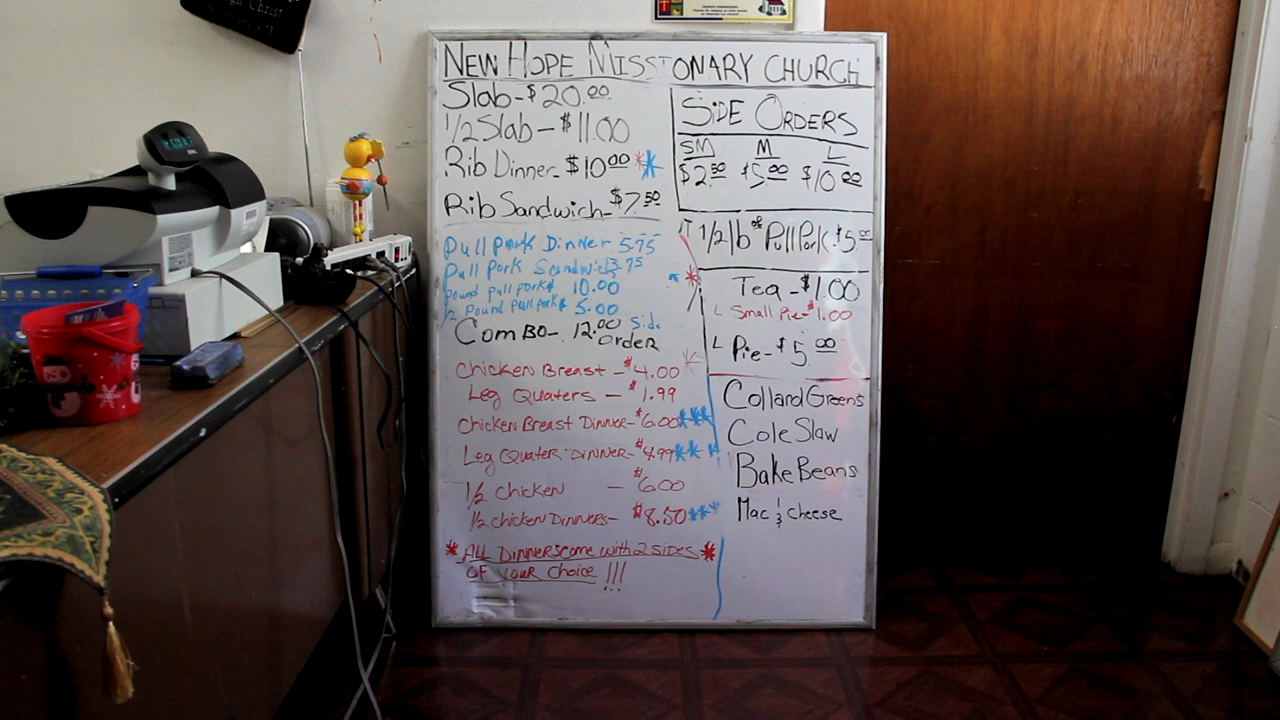 Christ
NEW HOPE MISSIONARY CHURCH
Slab-$20.00
1/2 Slab - $11.00
Rib Dinner $10.00 **
Rib Sandwich-$7.50
Pull Pork Dinner 5.75
Pull Pork Sandwich 3.75
Pound pull pork $ 10.00
1/2 Pound pull pork $ 5.00
ComBO- 12.00 Side order
Chicken Breast - $4.00
Leg Quaters - $1.99
Chicken Breast Dinner- $6.00***
Leg Quater Dinner- $4.99***
1/2 Chicken - $6.00
1/2 Chicken Dinners- $8.50***
* ALL DINNERS come with 2 SIDES *
OF YOUR CHOICE !!!
SIDE ORDERS
SM M L
$2.50 $5.00 $10.00
1/2 lb of Pull Pork $5.00
Tea - $1.00
L Small Pie- $1.00
L Pie- $5.00
Collard Greens
Cole Slaw
Bake Beans
Mac & Cheese